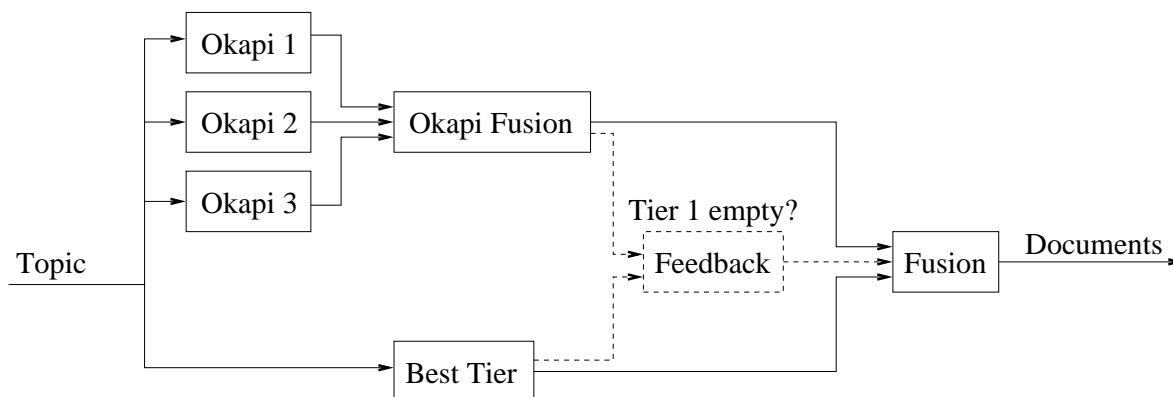 Okapi 1
Okapi 2
Okapi Fusion
Okapi 3
Tier 1 empty?
Topic
Feedback
Fusion
Documents
Best Tier